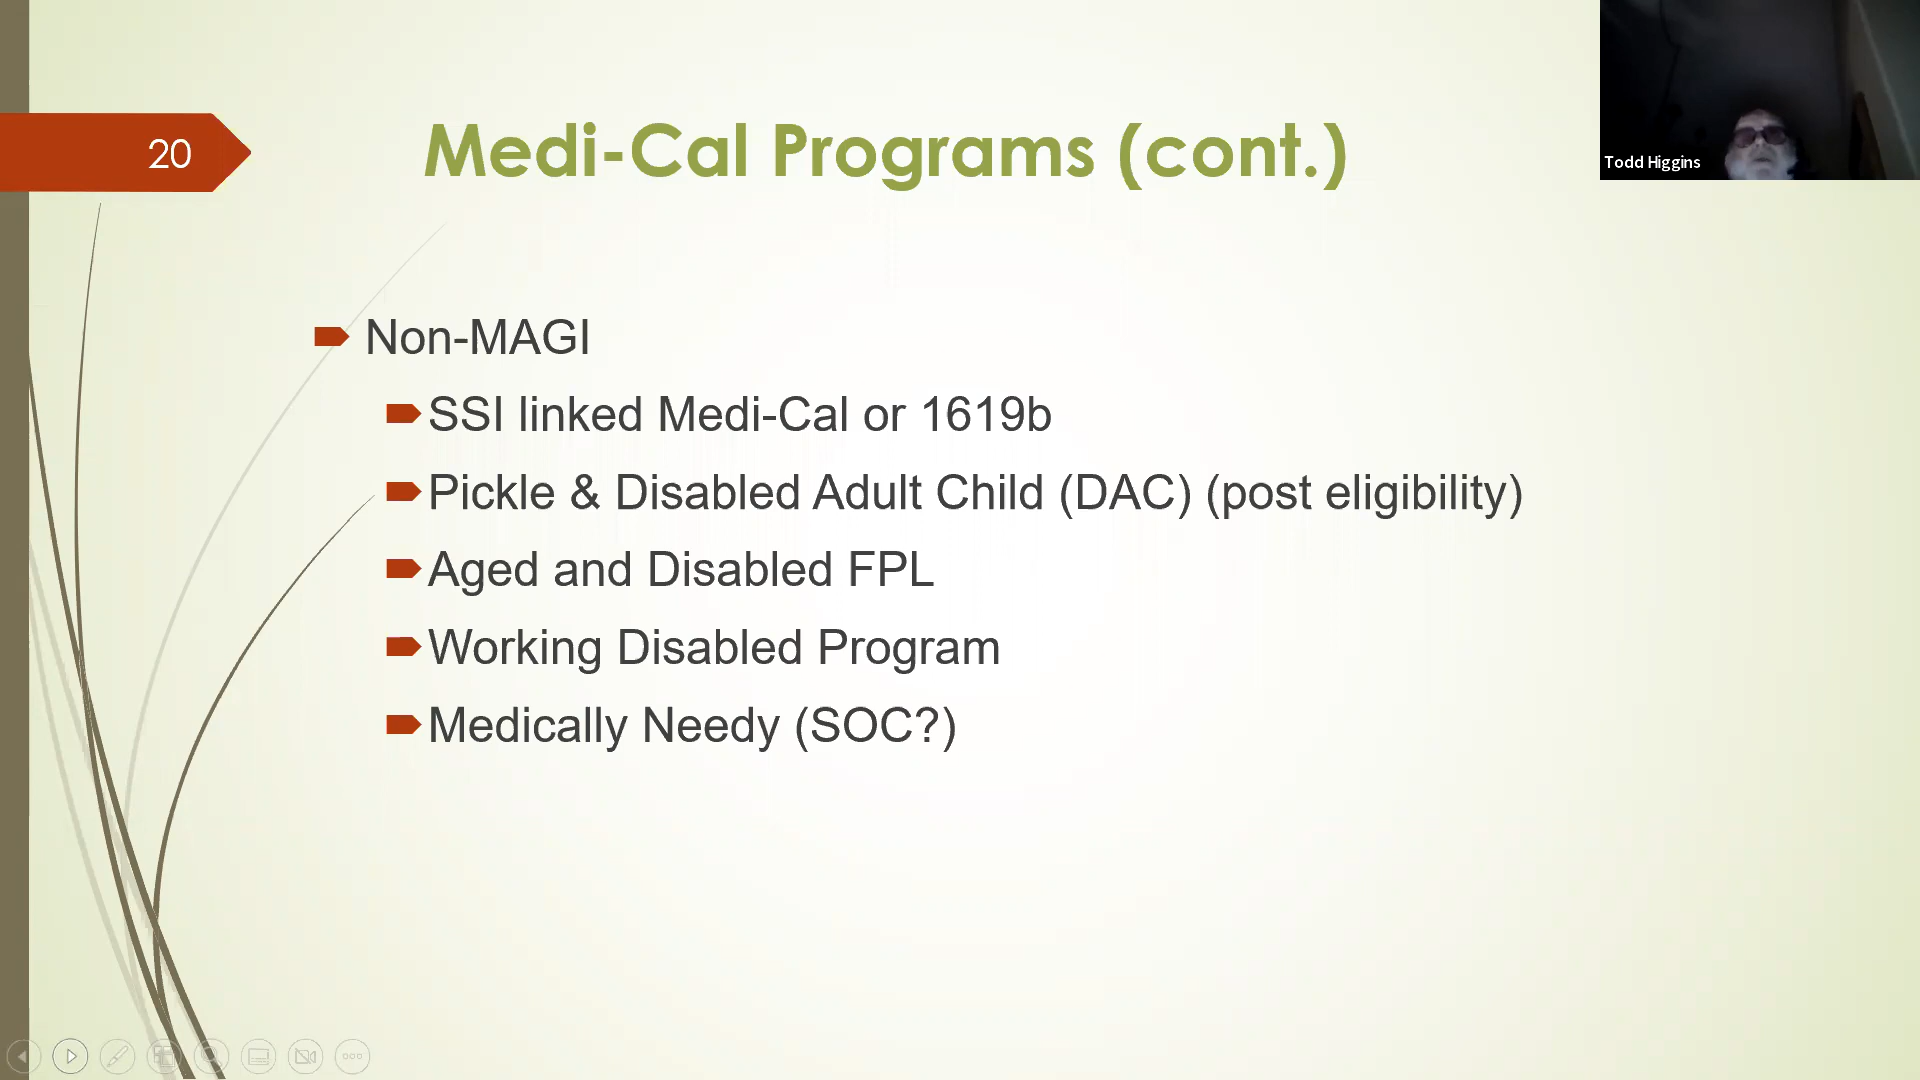 20
Medi-Cal Programs (cont.)
Todd Higgins
Non-MAGI
SSI linked Medi-Cal or 1619b
Pickle & Disabled Adult Child (DAC) (post eligibility)
Aged and Disabled FPL
Working Disabled Program
Medically Needy (SOC?)